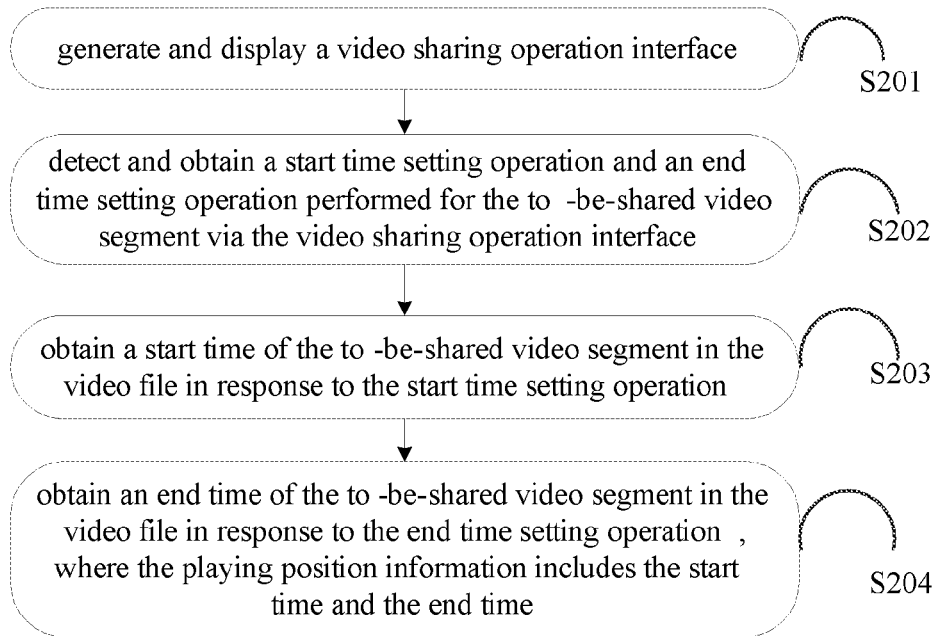 generate and display a video sharing operation interface
S201
detect and obtain a start time setting operation and an end
time setting operation performed for the to -be-shared video
segment via the video sharing operation interface
S202
obtain a start time of the to -be-shared video segment in the
video file in response to the start time setting operation
S203
obtain an end time of the to -be-shared video segment in the
video file in response to the end time setting operation ,
where the playing position information includes the start
time and the end time
S204